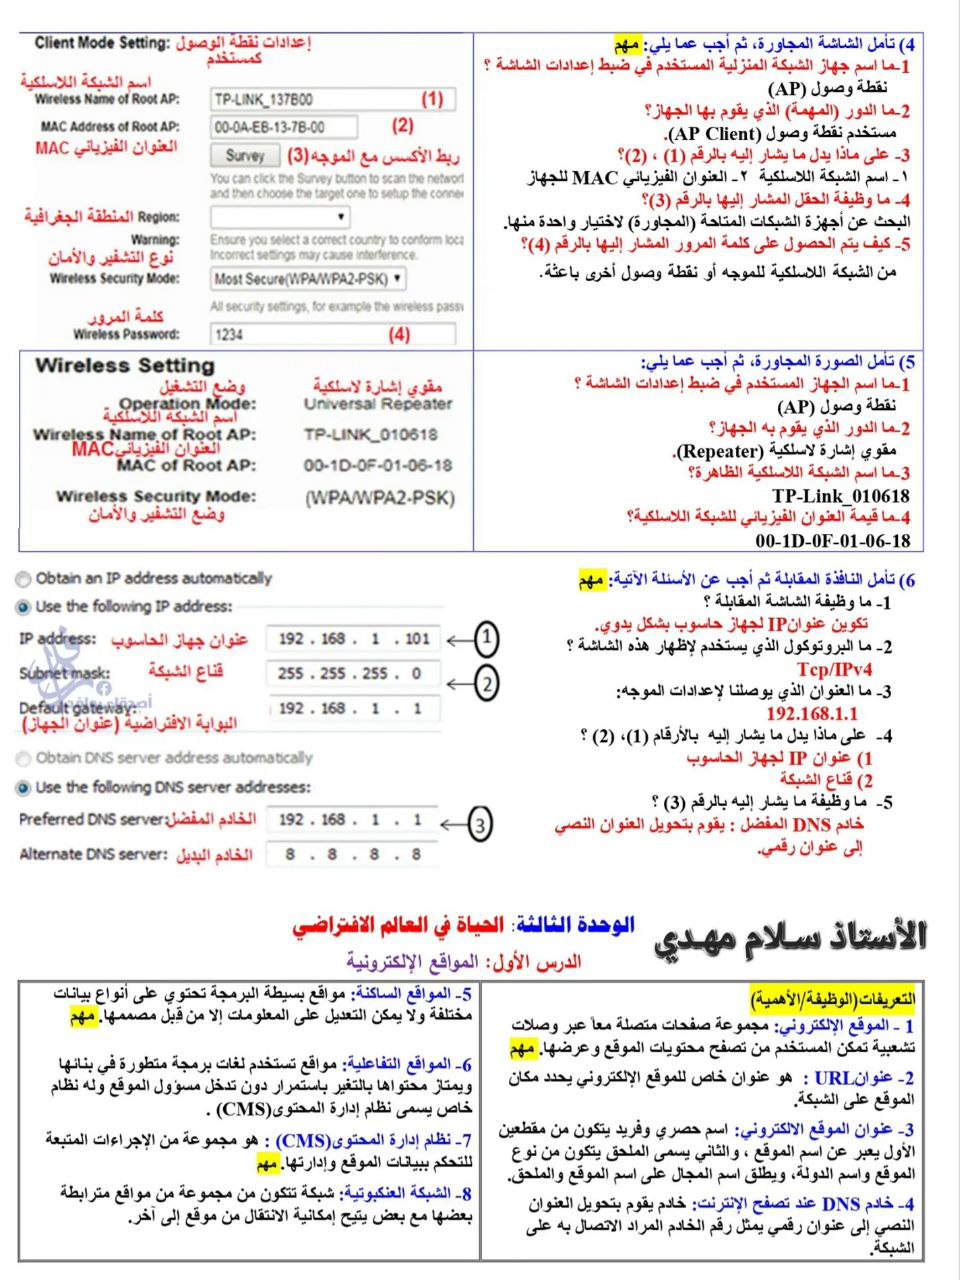 4) تأمل الشاشة المجاورة، ثم أجب عما يلي: مهم
1-ما اسم جهاز الشبكة المنزلية المستخدم في ضبط إعدادات الشاشة ؟
نقطة وصول (AP)
2-ما الدور (المهمة) الذي يقوم بها الجهاز؟
مستخدم نقطة وصول (AP Client).
3- على ماذا يدل ما يشار إليه بالرقم (1) ، (2)؟
١- اسم الشبكة اللاسلكية ٢- العنوان الفيزيائي MAC للجهاز
4- ما وظيفة الحقل المشار إليها بالرقم (3)؟
البحث عن أجهزة الشبكات المتاحة (المجاورة) لاختيار واحدة منها.
5- كيف يتم الحصول على كلمة المرور المشار إليها بالرقم (4)؟
من الشبكة اللاسلكية للموجه أو نقطة وصول أخرى باعثة.
Client Mode Setting: إعدادات نقطة الوصول
كمستخدم
اسم الشبكة اللاسلكية
Wireless Name of Root AP: TP-LINK_137B00 (1)
MAC Address of Root AP: 00-0A-EB-13-7B-00 (2)
العنوان الفيزيائي MAC
Survey (3) ربط الأكسس مع الموجه
You can click the Survey button to scan the networ
and then choose the target one to setup the conne
المنطقة الجغرافية Region:
Warning: Ensure you select a correct country to conform loca
نوع التشفير والأمان Incorrect settings may cause interference.
Wireless Security Mode: Most Secure(WPA/WPA2-PSK)
All security settings, for example the wireless passw
كلمة المرور
Wireless Password: 1234 (4)
5) تأمل الصورة المجاورة، ثم أجب عما يلي:
1-ما اسم الجهاز المستخدم في ضبط إعدادات الشاشة ؟
نقطة وصول (AP)
2-ما الدور الذي يقوم به الجهاز؟
مقوي إشارة لاسلكية (Repeater).
3-ما اسم الشبكة اللاسلكية الظاهرة؟
TP-Link_010618
4-ما قيمة العنوان الفيزيائي للشبكة اللاسلكية؟
00-1D-0F-01-06-18
Wireless Setting
وضع التشغيل مقوي إشارة لاسلكية
Operation Mode: Universal Repeater
اسم الشبكة اللاسلكية
Wireless Name of Root AP: TP-LINK_010618
العنوان الفيزيائي MAC
MAC of Root AP: 00-1D-0F-01-06-18
Wireless Security Mode: (WPA/WPA2-PSK)
وضع التشفير والأمان
6) تأمل النافذة المقابلة ثم أجب عن الأسئلة الآتية: مهم
1- ما وظيفة الشاشة المقابلة ؟
تكوين عنوان IP لجهاز حاسوب بشكل يدوي.
2- ما البروتوكول الذي يستخدم لإظهار هذه الشاشة ؟
Tcp/IPv4
3- ما العنوان الذي يوصلنا لإعدادات الموجه:
192.168.1.1
4- على ماذا يدل ما يشار إليه بالأرقام (1)، (2) ؟
1) عنوان IP لجهاز الحاسوب
2) قناع الشبكة
5- ما وظيفة ما يشار إليه بالرقم (3) ؟
خادم DNS المفضل : يقوم بتحويل العنوان النصي
إلى عنوان رقمي.
Obtain an IP address automatically
Use the following IP address:
IP address: عنوان جهاز الحاسوب 192 . 168 . 1 . 101 1
Subnet mask: قناع الشبكة 255 . 255 . 255 . 0 2
Default gateway: 192 . 168 . 1 . 1
البوابة الافتراضية (عنوان الجهاز)
Obtain DNS server address automatically
Use the following DNS server addresses:
Preferred DNS server: الخادم المفضل 192 . 168 . 1 . 1 3
Alternate DNS server: الخادم البديل 8 . 8 . 8 . 8
الأستاذ سلام مهدي
الوحدة الثالثة: الحياة في العالم الافتراضي
الدرس الأول: المواقع الإلكترونية
التعريفات(الوظيفة/الأهمية)
1 - الموقع الإلكتروني: مجموعة صفحات متصلة معاً عبر وصلات
تشعبية تمكن المستخدم من تصفح محتويات الموقع وعرضها. مهم
2- عنوان URL : هو عنوان خاص للموقع الإلكتروني يحدد مكان
الموقع على الشبكة.
3- عنوان الموقع الالكتروني: اسم حصري وفريد يتكون من مقطعين
الأول يعبر عن اسم الموقع ، والثاني يسمى الملحق يتكون من نوع
الموقع واسم الدولة، ويطلق اسم المجال على اسم الموقع والملحق.
4- خادم DNS عند تصفح الإنترنت: خادم يقوم بتحويل العنوان
النصي إلى عنوان رقمي يمثل رقم الخادم المراد الاتصال به على
الشبكة.
5- المواقع الساكنة: مواقع بسيطة البرمجة تحتوي على أنواع بيانات
مختلفة ولا يمكن التعديل على المعلومات إلا من قِبل مصممها. مهم
6- المواقع التفاعلية: مواقع تستخدم لغات برمجة متطورة في بنائها
ويمتاز محتواها بالتغير باستمرار دون تدخل مسؤول الموقع وله نظام
خاص يسمى نظام إدارة المحتوى(CMS) .
7- نظام إدارة المحتوى(CMS) : هو مجموعة من الإجراءات المتبعة
للتحكم ببيانات الموقع وإدارتها. مهم
8- الشبكة العنكبوتية: شبكة تتكون من مجموعة من مواقع مترابطة
بعضها مع بعض يتيح إمكانية الانتقال من موقع إلى آخر.